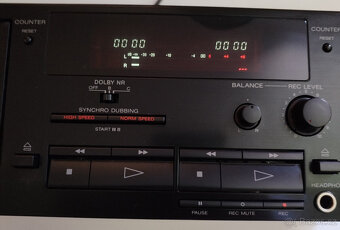 COUNTER
RESET
00:00
00:00
L
R
DOLBY NR
OFF B C
SYNCHRO DUBBING
HIGH SPEED NORM SPEED
START
BALANCE
REC LEVEL
COUNTER
RESET
HEADPHO
PAUSE
REC MUTE
REC